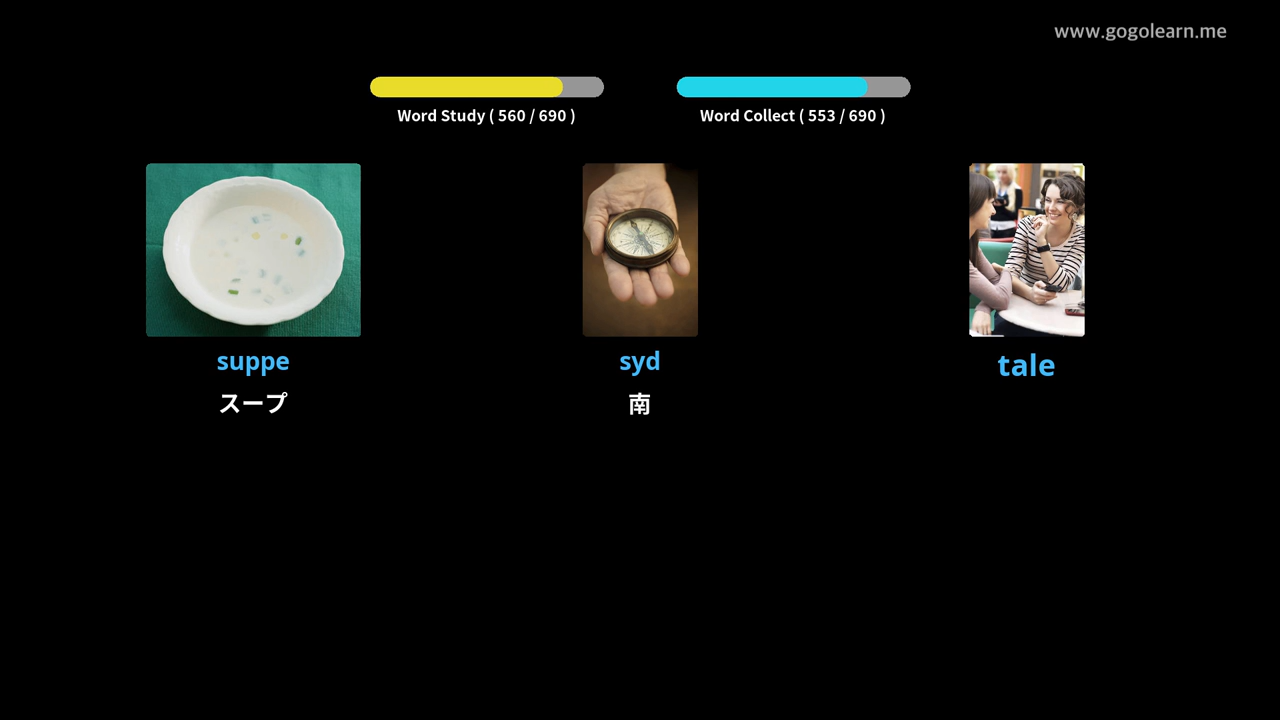 www.gogolearn.me
Word Study ( 560 / 690 )
Word Collect ( 553 / 690 )
suppe
スープ
syd
南
tale